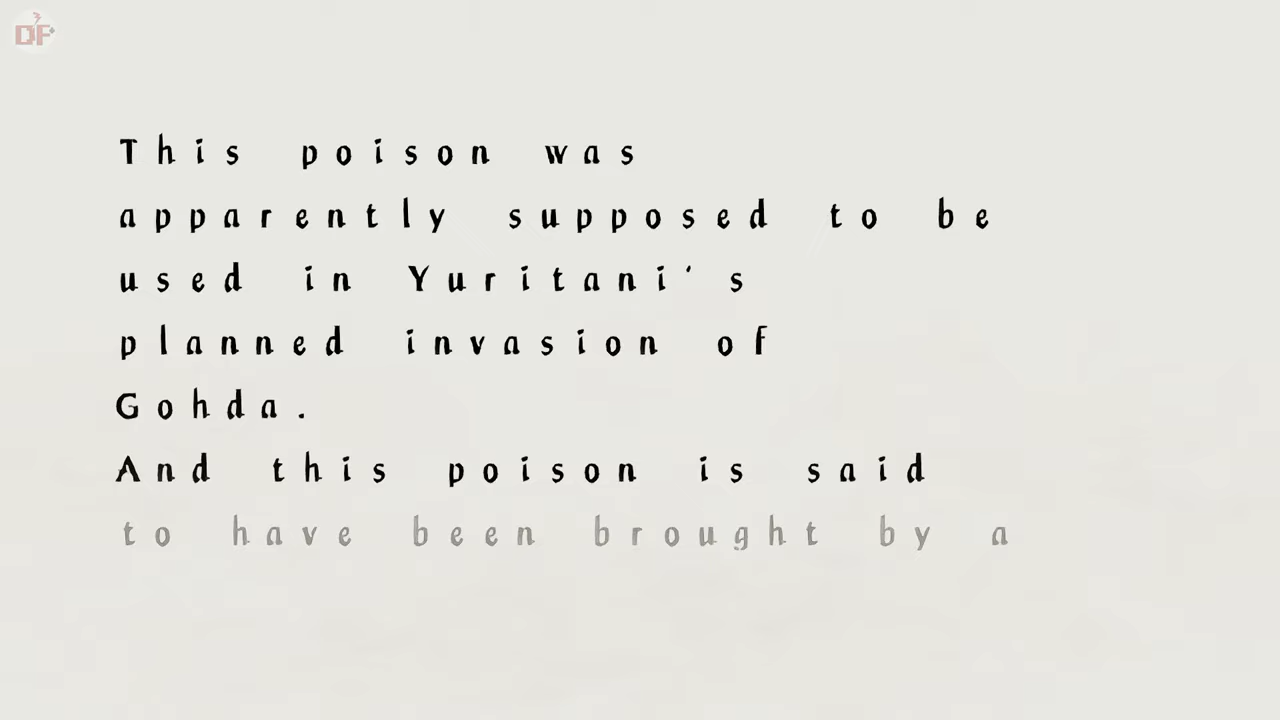 DF
This poison was
apparently supposed to be
used in Yuritani's
planned invasion of
Gohda.
And this poison is said
to have been brought by a